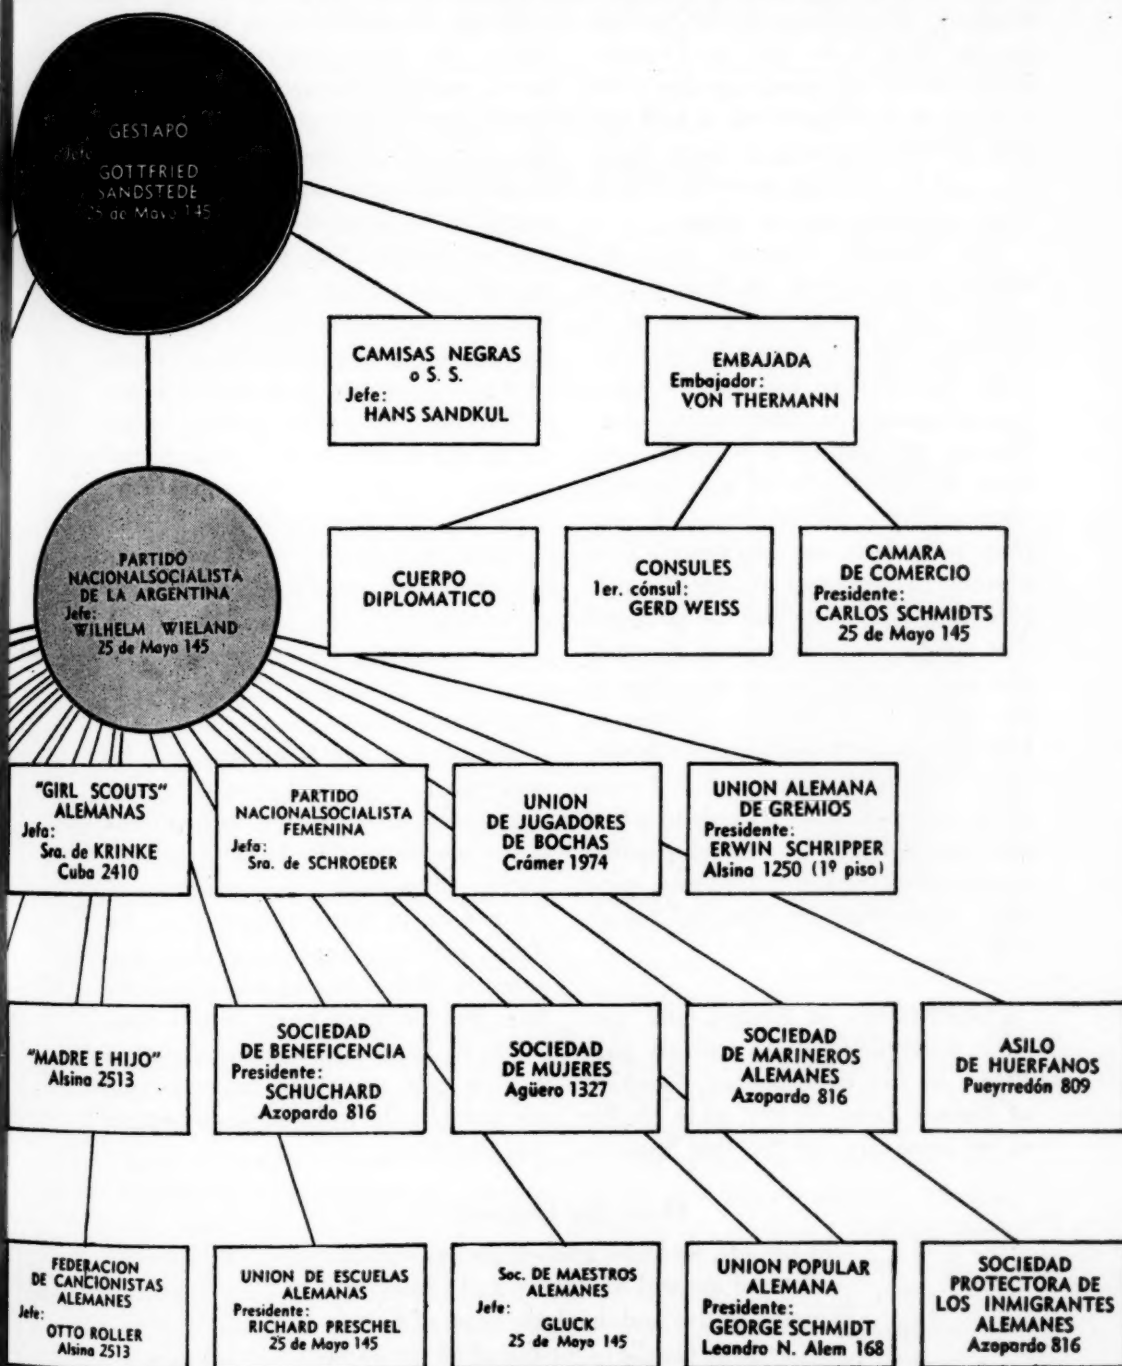 GESTAPO
Jefe
GOTTFRIED
SANDSTEDE
25 de Mayo 145
CAMISAS NEGRAS
o S. S.
Jefe:
HANS SANDKUL
EMBAJADA
Embajador:
VON THERMANN
PARTIDO
NACIONALSOCIALISTA
DE LA ARGENTINA
Jefe:
WILHELM WIELAND
25 de Mayo 145
CUERPO
DIPLOMATICO
CONSULES
1er. cónsul:
GERD WEISS
CAMARA
DE COMERCIO
Presidente:
CARLOS SCHMIDTS
25 de Mayo 145
"GIRL SCOUTS"
ALEMANAS
Jefa:
Sra. de KRINKE
Cuba 2410
PARTIDO
NACIONALSOCIALISTA
FEMENINA
Jefa:
Sra. de SCHROEDER
UNION
DE JUGADORES
DE BOCHAS
Crámer 1974
UNION ALEMANA
DE GREMIOS
Presidente:
ERWIN SCHRIPPER
Alsina 1250 (1º piso)
"MADRE E HIJO"
Alsina 2513
SOCIEDAD
DE BENEFICENCIA
Presidente:
SCHUCHARD
Azopardo 816
SOCIEDAD
DE MUJERES
Agüero 1327
SOCIEDAD
DE MARINEROS
ALEMANES
Azopardo 816
ASILO
DE HUERFANOS
Pueyrredón 809
FEDERACION
DE CANCIONISTAS
ALEMANES
Jefe:
OTTO ROLLER
Alsina 2513
UNION DE ESCUELAS
ALEMANAS
Presidente:
RICHARD PRESCHEL
25 de Mayo 145
Soc. DE MAESTROS
ALEMANES
Jefe:
GLUCK
25 de Mayo 145
UNION POPULAR
ALEMANA
Presidente:
GEORGE SCHMIDT
Leandro N. Alem 168
SOCIEDAD
PROTECTORA DE
LOS INMIGRANTES
ALEMANES
Azopardo 816